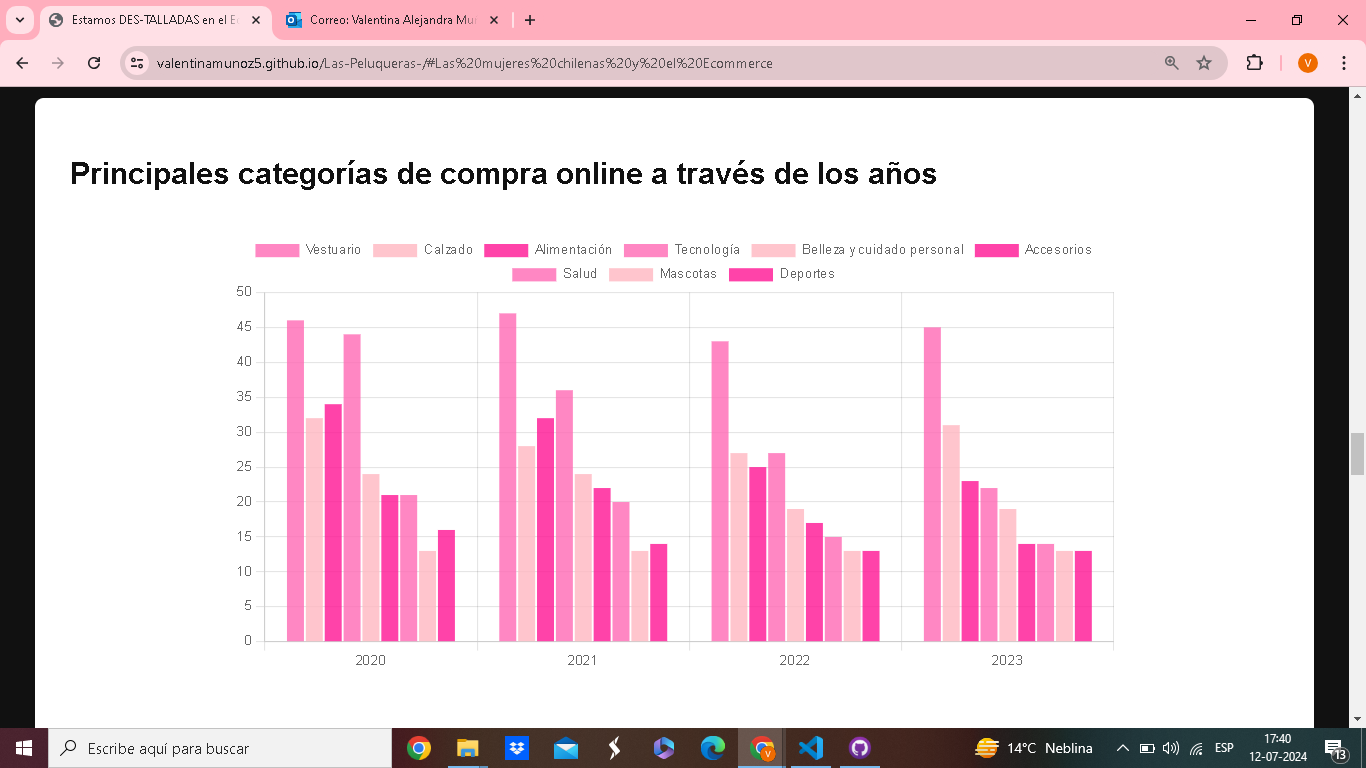 Estamos DES-TALLADAS en el E
Correo: Valentina Alejandra Mu
valentinamunoz5.github.io/Las-Peluqueras-/#Las%20mujeres%20chilenas%20y%20el%20Ecommerce
V
Principales categorías de compra online a través de los años
Vestuario Calzado Alimentación Tecnología Belleza y cuidado personal Accesorios
Salud Mascotas Deportes
50
45
40
35
30
25
20
15
10
5
0
2020 2021 2022 2023
Escribe aquí para buscar
V
14°C Neblina
ESP
17:40
12-07-2024
13